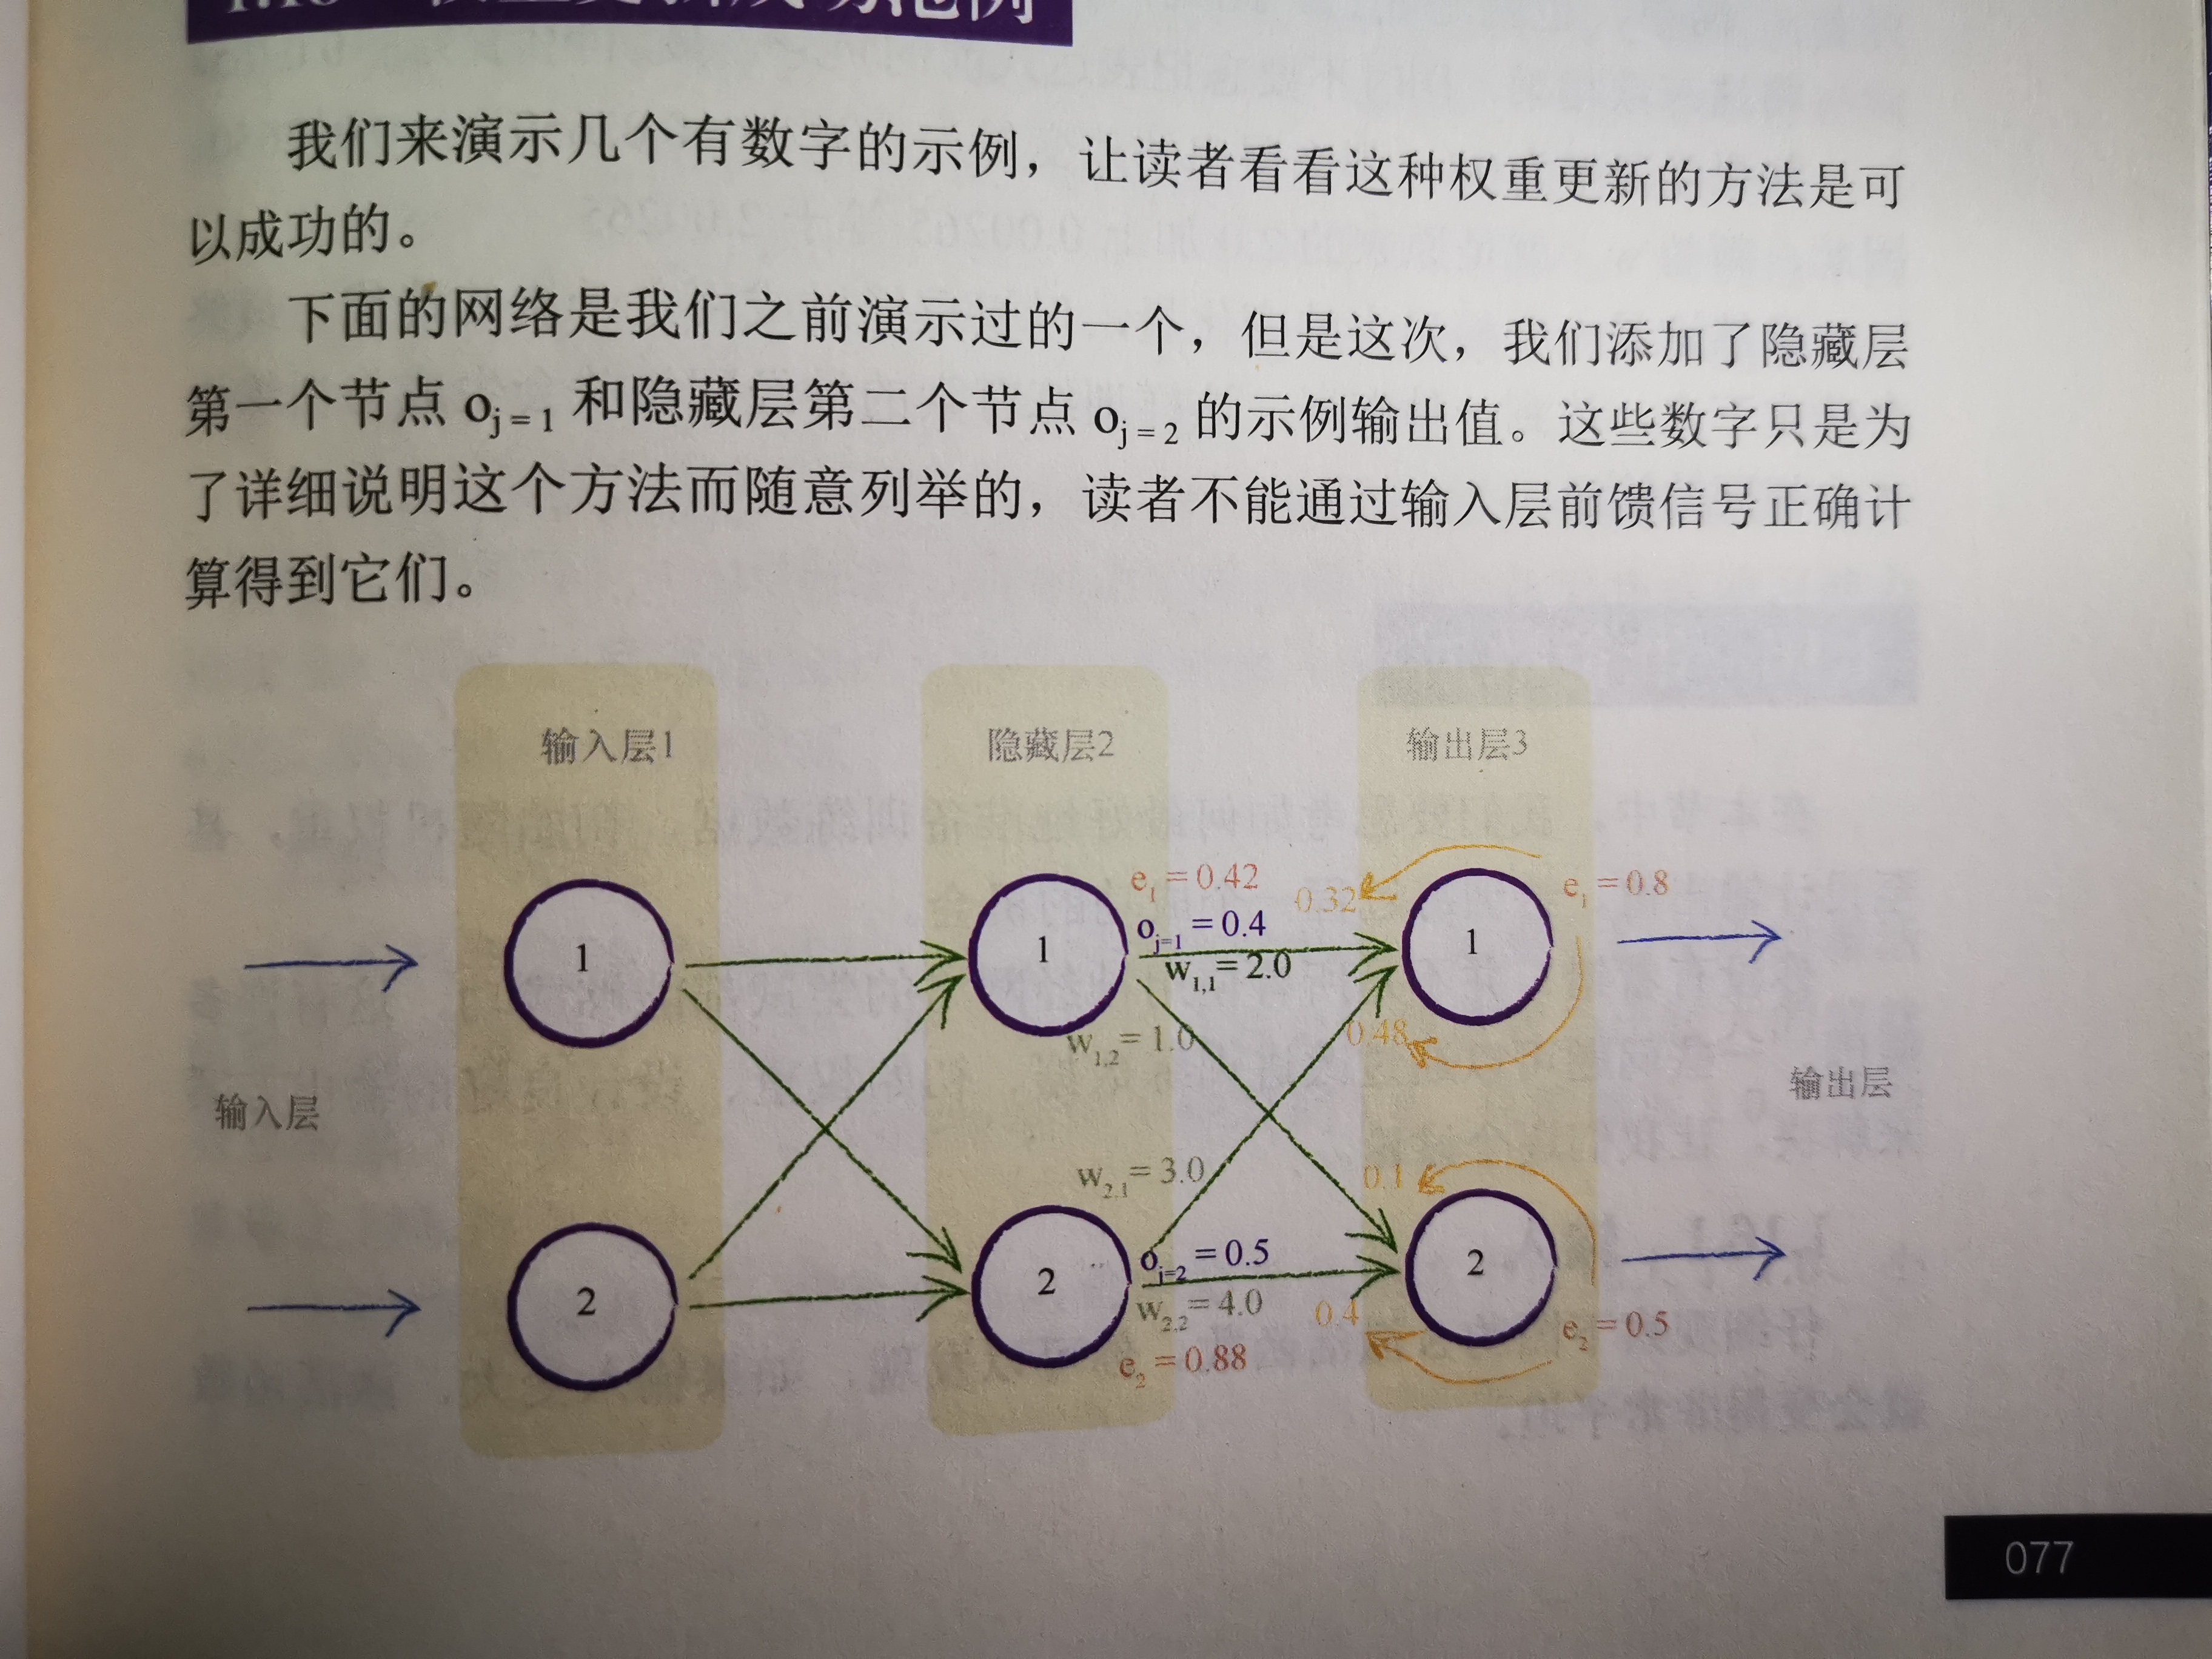 我们来演示几个有数字的示例，让读者看看这种权重更新的方法是可
以成功的。
下面的网络是我们之前演示过的一个，但是这次，我们添加了隐藏层
第一个节点 o_{j=1} 和隐藏层第二个节点 o_{j=2} 的示例输出值。这些数字只是为
了详细说明这个方法而随意列举的，读者不能通过输入层前馈信号正确计
算得到它们。
输入层1
隐藏层2
输出层3
e_1 = 0.42
0.32
e_1 = 0.8
o_{j=1} = 0.4
1
1
1
w_{1,1} = 2.0
w_{1,2} = 1.0
0.48
输入层
输出层
w_{2,1} = 3.0
0.1
o_{j=2} = 0.5
2
2
2
w_{2,2} = 4.0
0.4
e_2 = 0.5
e_2 = 0.88
077